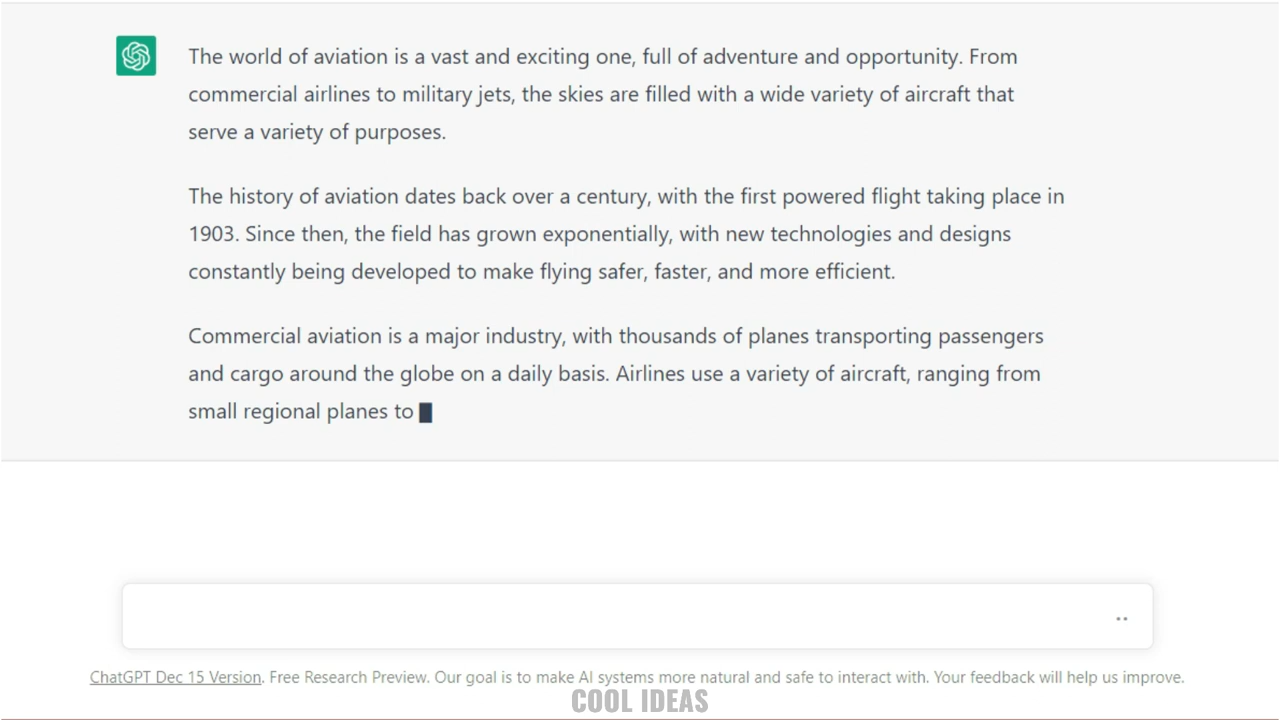 The world of aviation is a vast and exciting one, full of adventure and opportunity. From
commercial airlines to military jets, the skies are filled with a wide variety of aircraft that
serve a variety of purposes.
The history of aviation dates back over a century, with the first powered flight taking place in
1903. Since then, the field has grown exponentially, with new technologies and designs
constantly being developed to make flying safer, faster, and more efficient.
Commercial aviation is a major industry, with thousands of planes transporting passengers
and cargo around the globe on a daily basis. Airlines use a variety of aircraft, ranging from
small regional planes to
ChatGPT Dec 15 Version. Free Research Preview. Our goal is to make AI systems more natural and safe to interact with. Your feedback will help us improve.
COOL IDEAS